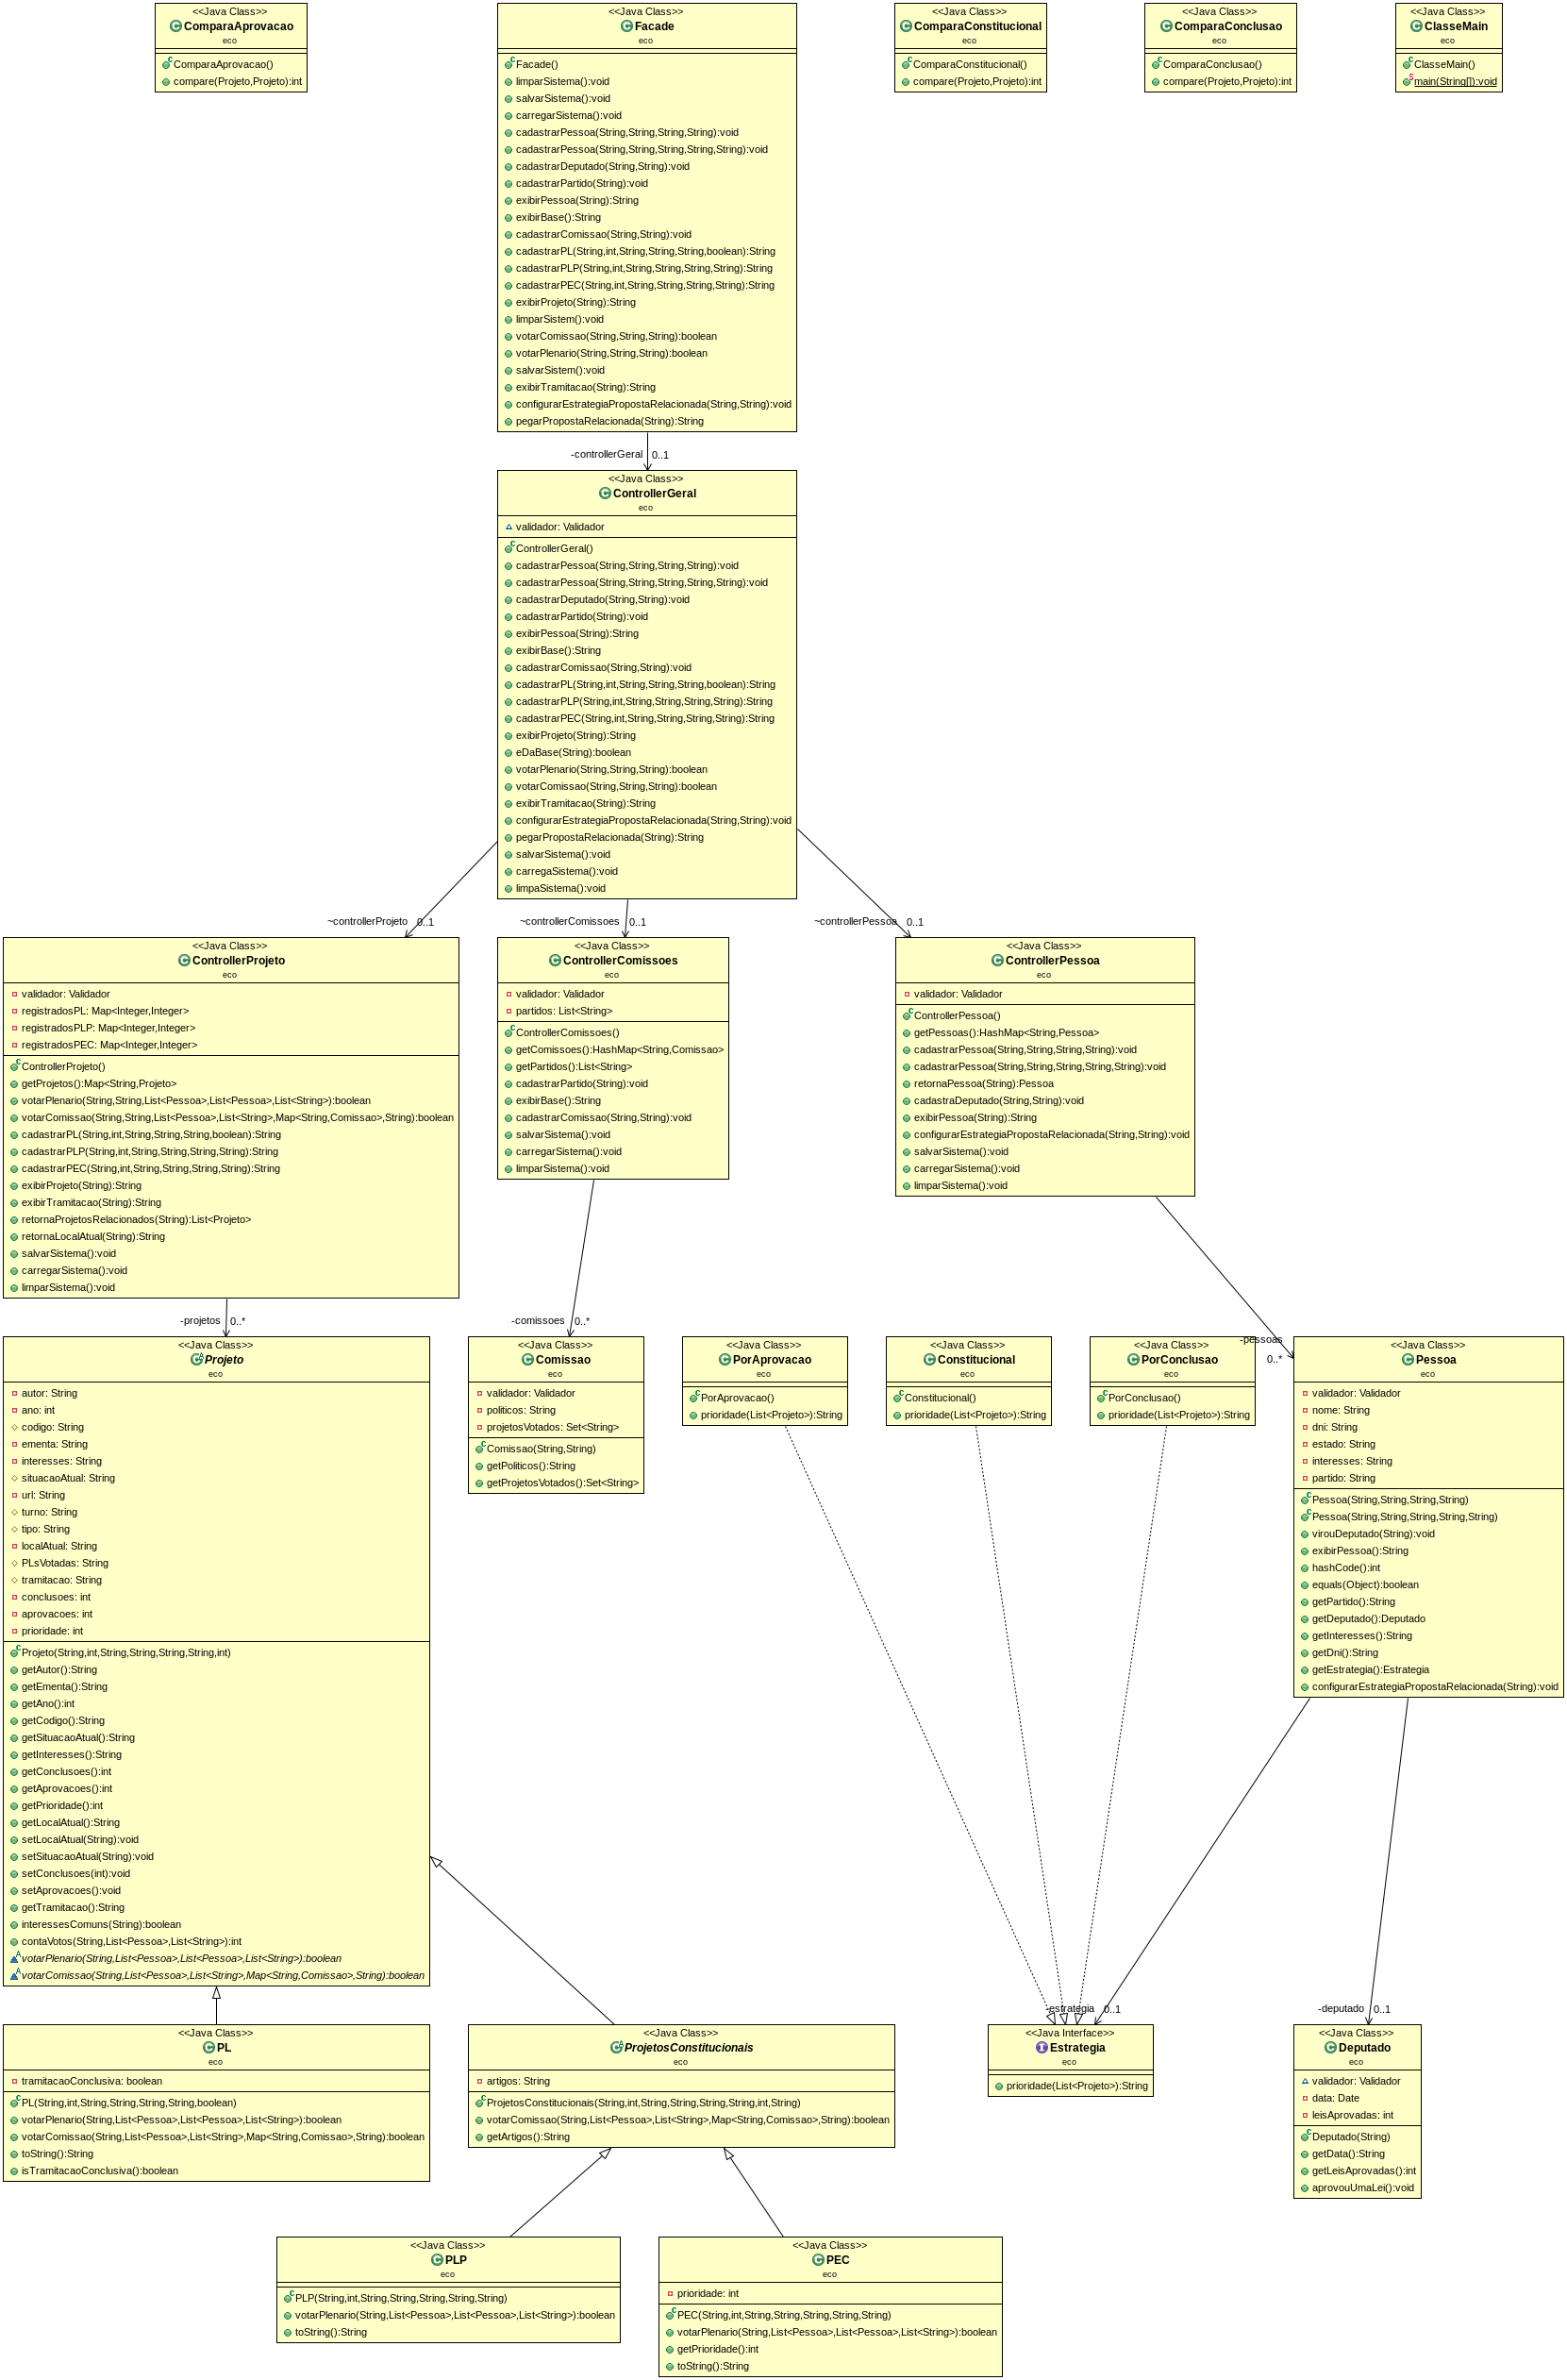 <<Java Class>>
ComparaAprovacao
eco
ComparaAprovacao()
compare(Projeto,Projeto):int
<<Java Class>>
Facade
eco
Facade()
limparSistema():void
salvarSistema():void
carregarSistema():void
cadastrarPessoa(String,String,String,String):void
cadastrarPessoa(String,String,String,String,String):void
cadastrarDeputado(String,String):void
cadastrarPartido(String):void
exibirPessoa(String):String
exibirBase():String
cadastrarComissao(String,String):void
cadastrarPL(String,int,String,String,String,boolean):String
cadastrarPLP(String,int,String,String,String,String):String
cadastrarPEC(String,int,String,String,String,String):String
exibirProjeto(String):String
limparSistem():void
votarComissao(String,String,String):boolean
votarPlenario(String,String,String):boolean
salvarSistem():void
exibirTramitacao(String):String
configurarEstrategiaPropostaRelacionada(String,String):void
pegarPropostaRelacionada(String):String
<<Java Class>>
ComparaConstitucional
eco
ComparaConstitucional()
compare(Projeto,Projeto):int
<<Java Class>>
ComparaConclusao
eco
ComparaConclusao()
compare(Projeto,Projeto):int
<<Java Class>>
ClasseMain
eco
ClasseMain()
main(String[]):void
-controllerGeral 0..1
<<Java Class>>
ControllerGeral
eco
validador: Validador
ControllerGeral()
cadastrarPessoa(String,String,String,String):void
cadastrarPessoa(String,String,String,String,String):void
cadastrarDeputado(String,String):void
cadastrarPartido(String):void
exibirPessoa(String):String
exibirBase():String
cadastrarComissao(String,String):void
cadastrarPL(String,int,String,String,String,boolean):String
cadastrarPLP(String,int,String,String,String,String):String
cadastrarPEC(String,int,String,String,String,String):String
exibirProjeto(String):String
eDaBase(String):boolean
votarPlenario(String,String,String):boolean
votarComissao(String,String,String):boolean
exibirTramitacao(String):String
configurarEstrategiaPropostaRelacionada(String,String):void
pegarPropostaRelacionada(String):String
salvarSistema():void
carregaSistema():void
limpaSistema():void
~controllerProjeto 0..1
~controllerComissoes 0..1
~controllerPessoa 0..1
<<Java Class>>
ControllerProjeto
eco
validador: Validador
registradosPL: Map<Integer,Integer>
registradosPLP: Map<Integer,Integer>
registradosPEC: Map<Integer,Integer>
ControllerProjeto()
getProjetos():Map<String,Projeto>
votarPlenario(String,String,List<Pessoa>,List<Pessoa>,List<String>):boolean
votarComissao(String,String,List<Pessoa>,List<String>,Map<String,Comissao>,String):boolean
cadastrarPL(String,int,String,String,String,boolean):String
cadastrarPLP(String,int,String,String,String,String):String
cadastrarPEC(String,int,String,String,String,String):String
exibirProjeto(String):String
exibirTramitacao(String):String
retornaProjetosRelacionados(String):List<Projeto>
retornaLocalAtual(String):String
salvarSistema():void
carregarSistema():void
limparSistema():void
<<Java Class>>
ControllerComissoes
eco
validador: Validador
partidos: List<String>
ControllerComissoes()
getComissoes():HashMap<String,Comissao>
getPartidos():List<String>
cadastrarPartido(String):void
exibirBase():String
cadastrarComissao(String,String):void
salvarSistema():void
carregarSistema():void
limparSistema():void
<<Java Class>>
ControllerPessoa
eco
validador: Validador
ControllerPessoa()
getPessoas():HashMap<String,Pessoa>
cadastrarPessoa(String,String,String,String):void
cadastrarPessoa(String,String,String,String,String):void
retornaPessoa(String):Pessoa
cadastraDeputado(String,String):void
exibirPessoa(String):String
configurarEstrategiaPropostaRelacionada(String,String):void
salvarSistema():void
carregarSistema():void
limparSistema():void
-projetos 0..*
-comissoes 0..*
-pessoas
0..*
<<Java Class>>
Projeto
eco
autor: String
ano: int
codigo: String
ementa: String
interesses: String
situacaoAtual: String
url: String
turno: String
tipo: String
localAtual: String
PLsVotadas: String
tramitacao: String
conclusoes: int
aprovacoes: int
prioridade: int
Projeto(String,int,String,String,String,String,int)
getAutor():String
getEmenta():String
getAno():int
getCodigo():String
getSituacaoAtual():String
getInteresses():String
getConclusoes():int
getAprovacoes():int
getPrioridade():int
getLocalAtual():String
setLocalAtual(String):void
setSituacaoAtual(String):void
setConclusoes(int):void
setAprovacoes():void
getTramitacao():String
interessesComuns(String):boolean
contaVotos(String,List<Pessoa>,List<String>):int
votarPlenario(String,List<Pessoa>,List<Pessoa>,List<String>):boolean
votarComissao(String,List<Pessoa>,List<String>,Map<String,Comissao>,String):boolean
<<Java Class>>
Comissao
eco
validador: Validador
politicos: String
projetosVotados: Set<String>
Comissao(String,String)
getPoliticos():String
getProjetosVotados():Set<String>
<<Java Class>>
PorAprovacao
eco
PorAprovacao()
prioridade(List<Projeto>):String
<<Java Class>>
Constitucional
eco
Constitucional()
prioridade(List<Projeto>):String
<<Java Class>>
PorConclusao
eco
PorConclusao()
prioridade(List<Projeto>):String
<<Java Class>>
Pessoa
eco
validador: Validador
nome: String
dni: String
estado: String
interesses: String
partido: String
Pessoa(String,String,String,String)
Pessoa(String,String,String,String,String)
virouDeputado(String):void
exibirPessoa():String
hashCode():int
equals(Object):boolean
getPartido():String
getDeputado():Deputado
getInteresses():String
getDni():String
getEstrategia():Estrategia
configurarEstrategiaPropostaRelacionada(String):void
-estrategia 0..1
-deputado 0..1
<<Java Class>>
PL
eco
tramitacaoConclusiva: boolean
PL(String,int,String,String,String,String,boolean)
votarPlenario(String,List<Pessoa>,List<Pessoa>,List<String>):boolean
votarComissao(String,List<Pessoa>,List<String>,Map<String,Comissao>,String):boolean
toString():String
isTramitacaoConclusiva():boolean
<<Java Class>>
ProjetosConstitucionais
eco
artigos: String
ProjetosConstitucionais(String,int,String,String,String,String,int,String)
votarComissao(String,List<Pessoa>,List<String>,Map<String,Comissao>,String):boolean
getArtigos():String
<<Java Interface>>
Estrategia
eco
prioridade(List<Projeto>):String
<<Java Class>>
Deputado
eco
validador: Validador
data: Date
leisAprovadas: int
Deputado(String)
getData():String
getLeisAprovadas():int
aprovouUmaLei():void
<<Java Class>>
PLP
eco
PLP(String,int,String,String,String,String,String)
votarPlenario(String,List<Pessoa>,List<Pessoa>,List<String>):boolean
toString():String
<<Java Class>>
PEC
eco
prioridade: int
PEC(String,int,String,String,String,String,String)
votarPlenario(String,List<Pessoa>,List<Pessoa>,List<String>):boolean
getPrioridade():int
toString():String